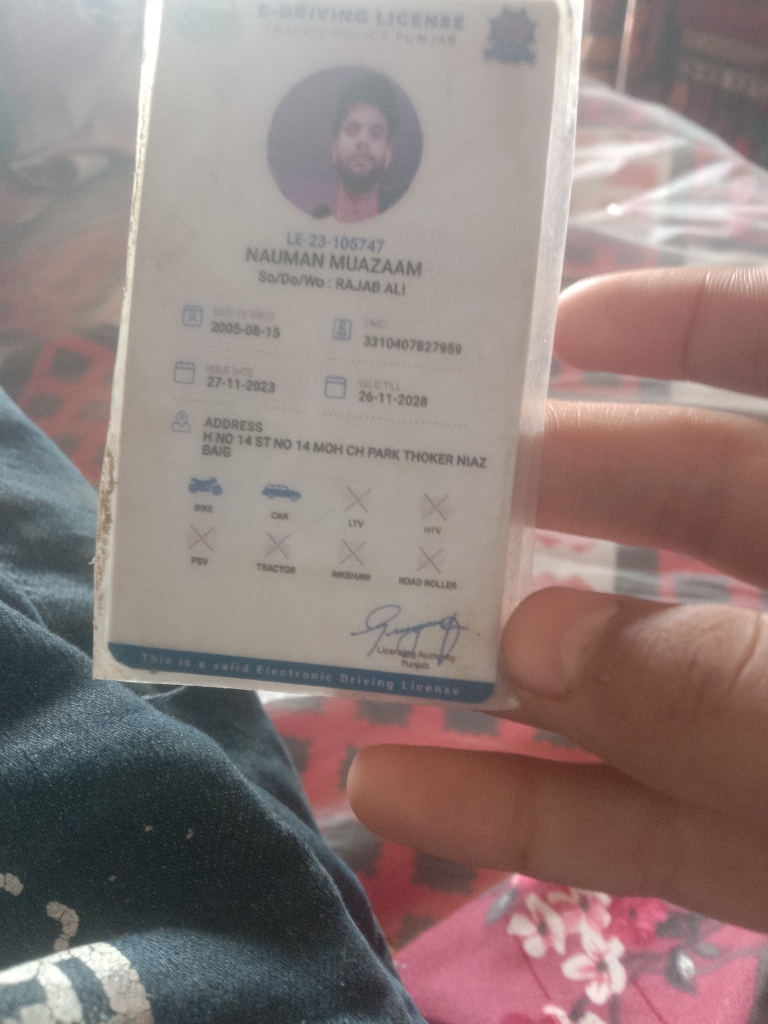 E-DRIVING LICENSE
TRAFFIC POLICE PUNJAB
LE-23-105747
NAUMAN MUAZAAM
So/Do/Wo : RAJAB ALI
DATE OF BIRTH
2005-08-15
CNIC
3310407827959
ISSUE DATE
27-11-2023
VALID TILL
26-11-2028
ADDRESS
H NO 14 ST NO 14 MOH CH PARK THOKER NIAZ
BAIG
BIKE
CAR
LTV
HTV
PSV
TRACTOR
RIKSHAW
ROAD ROLLER
Licensing Authority
Punjab
This is a valid Electronic Driving License